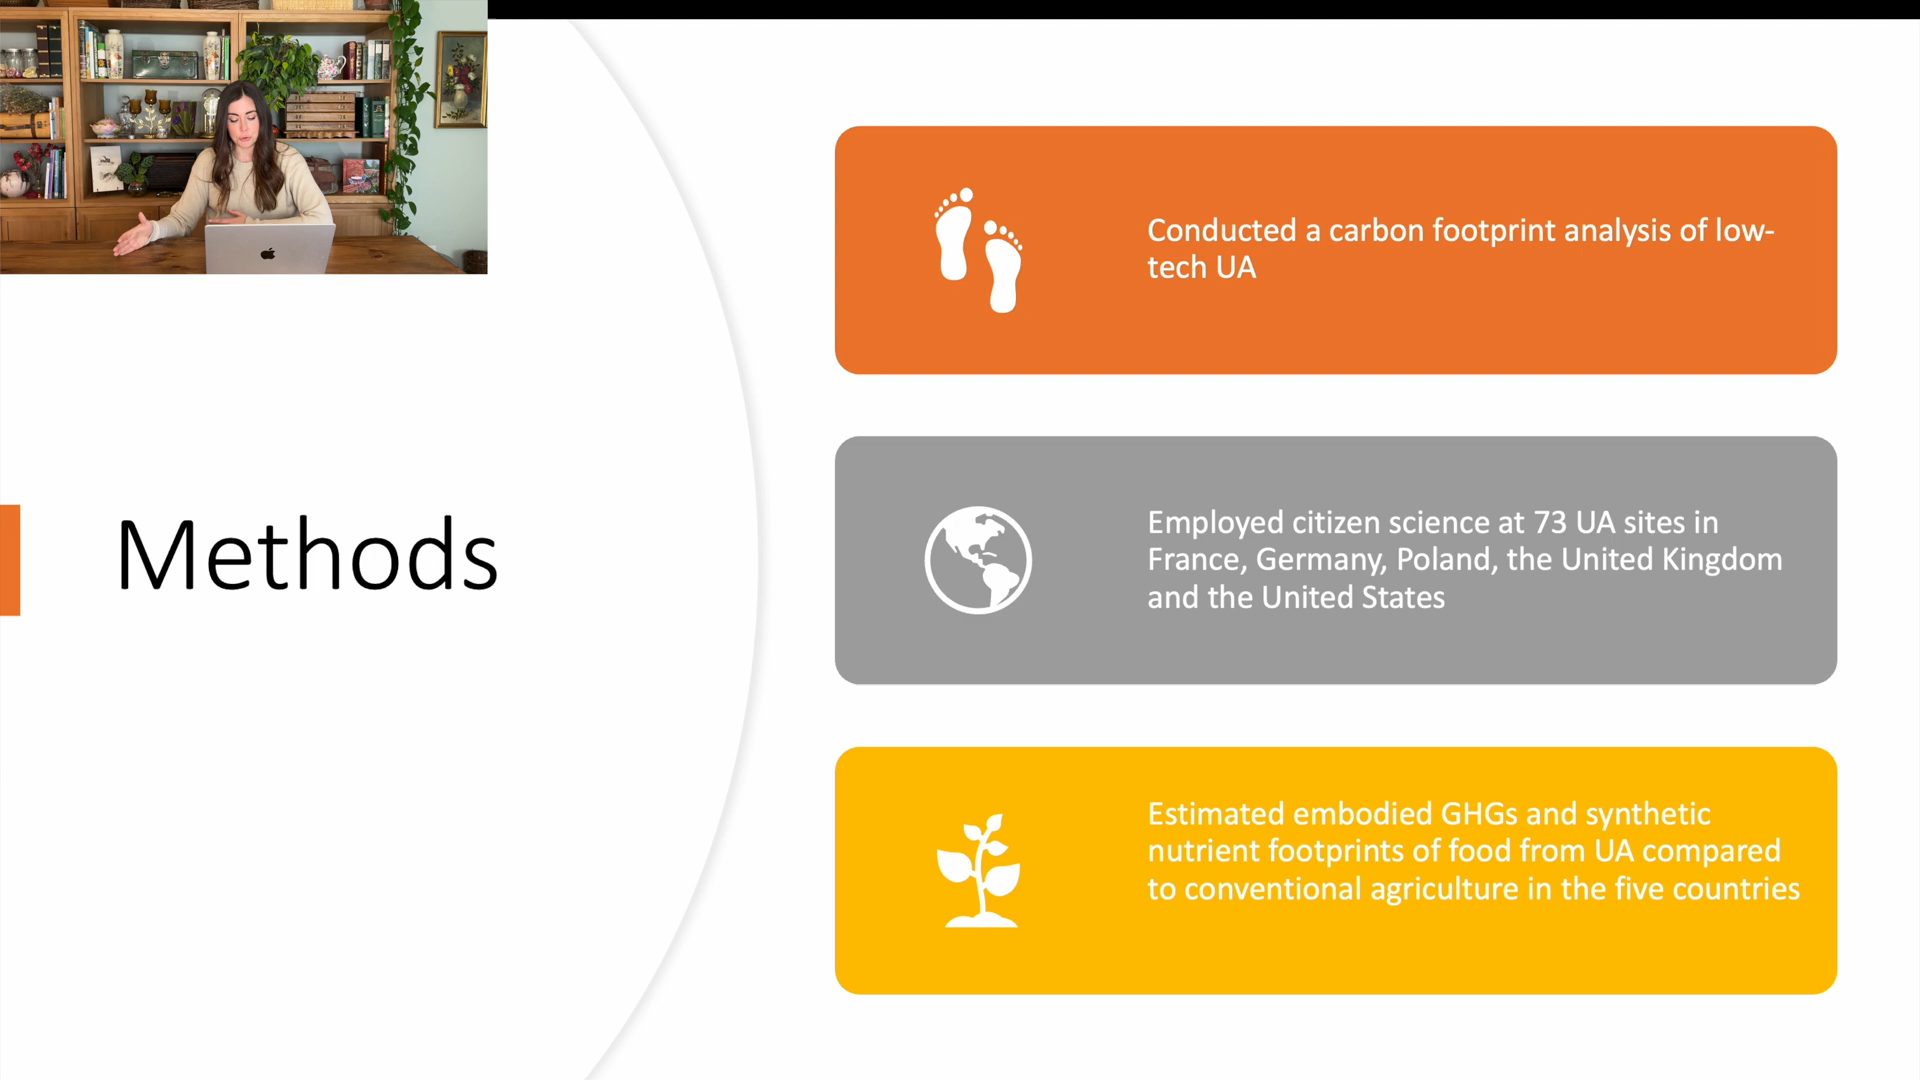 Methods
Conducted a carbon footprint analysis of low-
tech UA
Employed citizen science at 73 UA sites in
France, Germany, Poland, the United Kingdom
and the United States
Estimated embodied GHGs and synthetic
nutrient footprints of food from UA compared
to conventional agriculture in the five countries